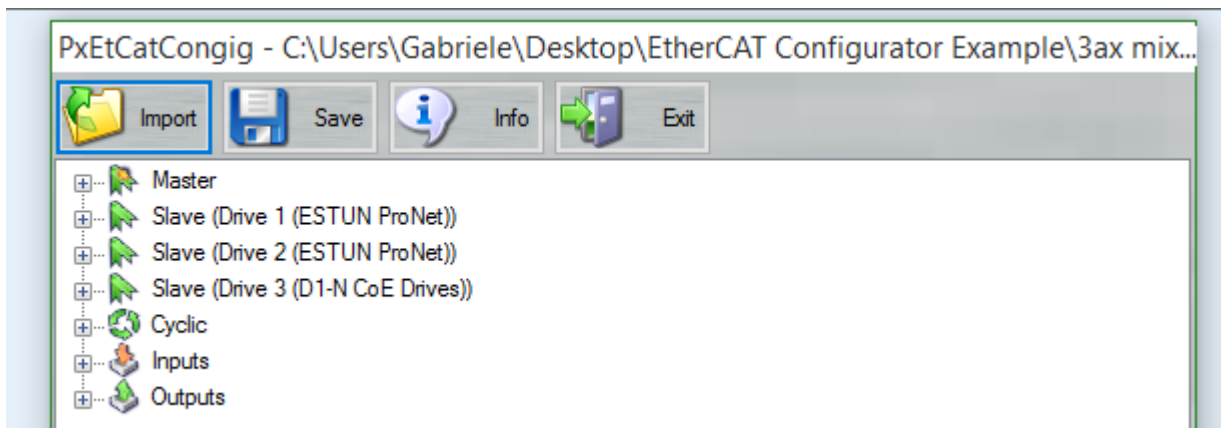 PxEtCatCongig - C:\Users\Gabriele\Desktop\EtherCAT Configurator Example\3ax mix...
Import Save Info Exit
Master
Slave (Drive 1 (ESTUN ProNet))
Slave (Drive 2 (ESTUN ProNet))
Slave (Drive 3 (D1-N CoE Drives))
Cyclic
Inputs
Outputs